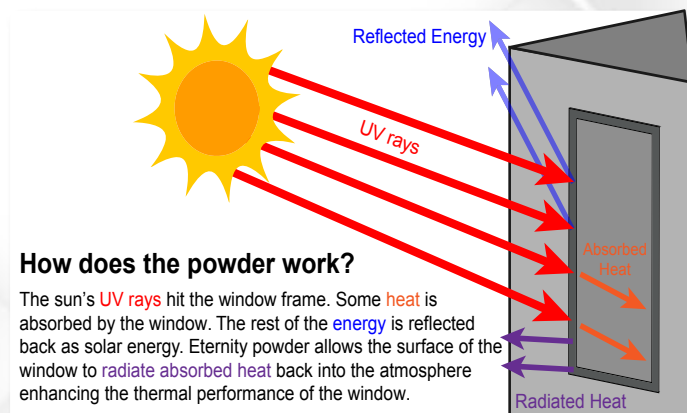 Reflected Energy
UV rays
Absorbed
Heat
How does the powder work?
The sun's UV rays hit the window frame. Some heat is
absorbed by the window. The rest of the energy is reflected
back as solar energy. Eternity powder allows the surface of the
window to radiate absorbed heat back into the atmosphere
enhancing the thermal performance of the window.
Radiated Heat